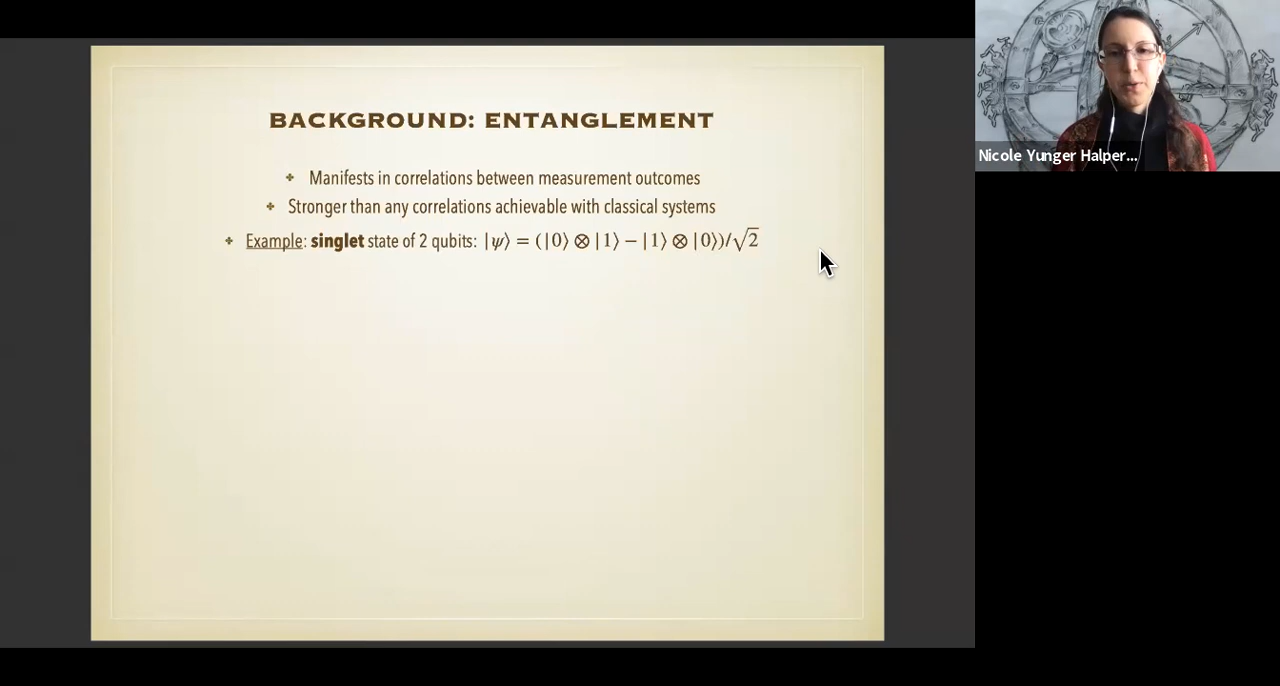 BACKGROUND: ENTANGLEMENT
Manifests in correlations between measurement outcomes
Stronger than any correlations achievable with classical systems
Example: singlet state of 2 qubits: |ψ⟩ = (|0⟩ ⊗ |1⟩ − |1⟩ ⊗ |0⟩)/√2
Nicole Yunger Halper...